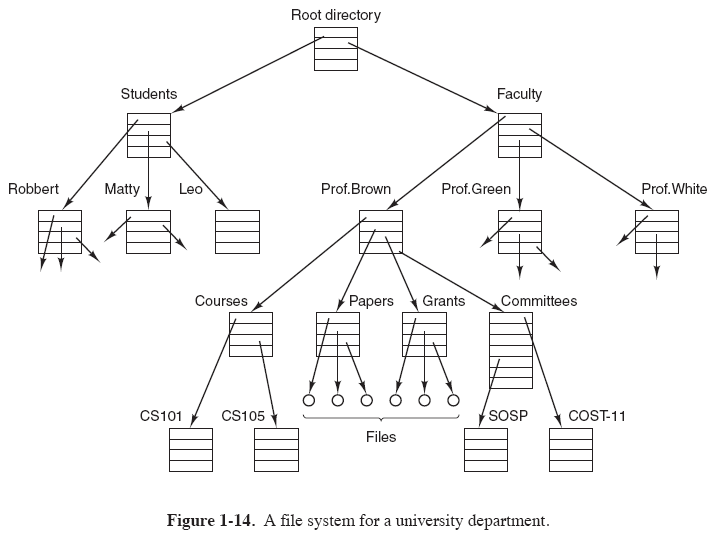 Root directory
Students
Faculty
Robbert
Matty
Leo
Prof.Brown
Prof.Green
Prof.White
Courses
Papers
Grants
Committees
CS101
CS105
Files
SOSP
COST-11
Figure 1-14. A file system for a university department.